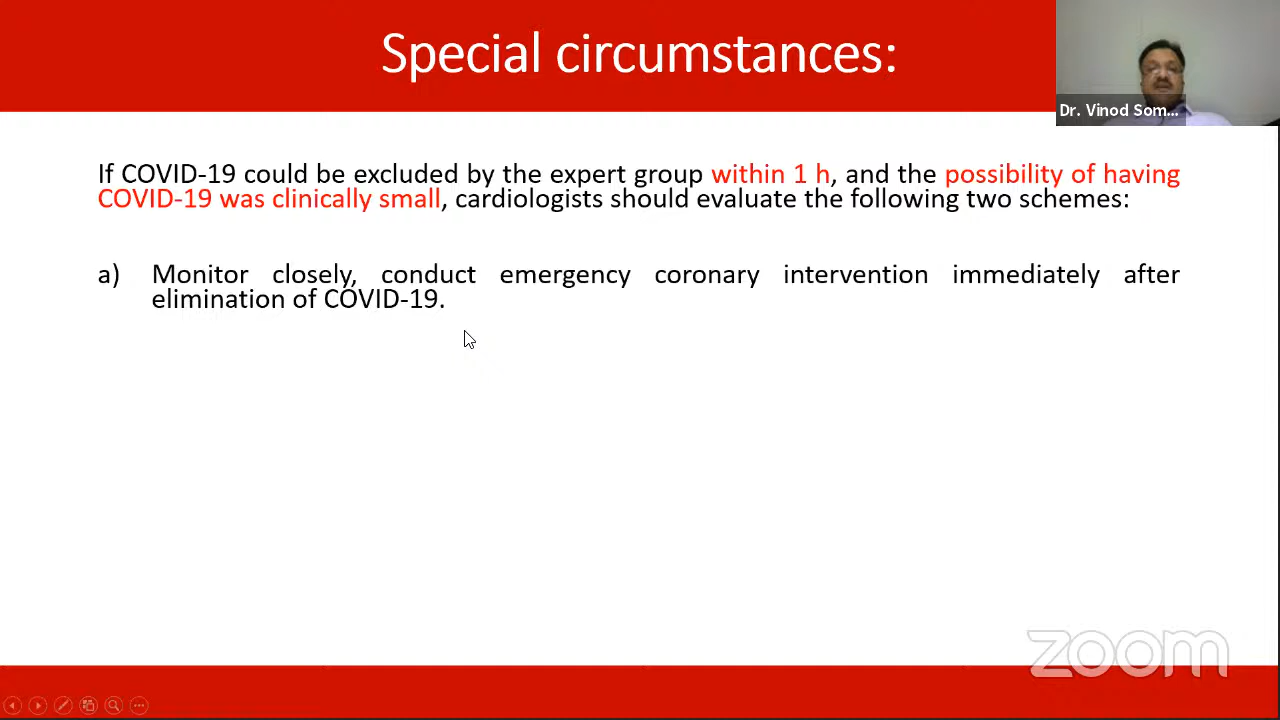 Special circumstances:
Dr. Vinod Som...
If COVID-19 could be excluded by the expert group within 1 h, and the possibility of having
COVID-19 was clinically small, cardiologists should evaluate the following two schemes:
a) Monitor closely, conduct emergency coronary intervention immediately after
elimination of COVID-19.
zoom